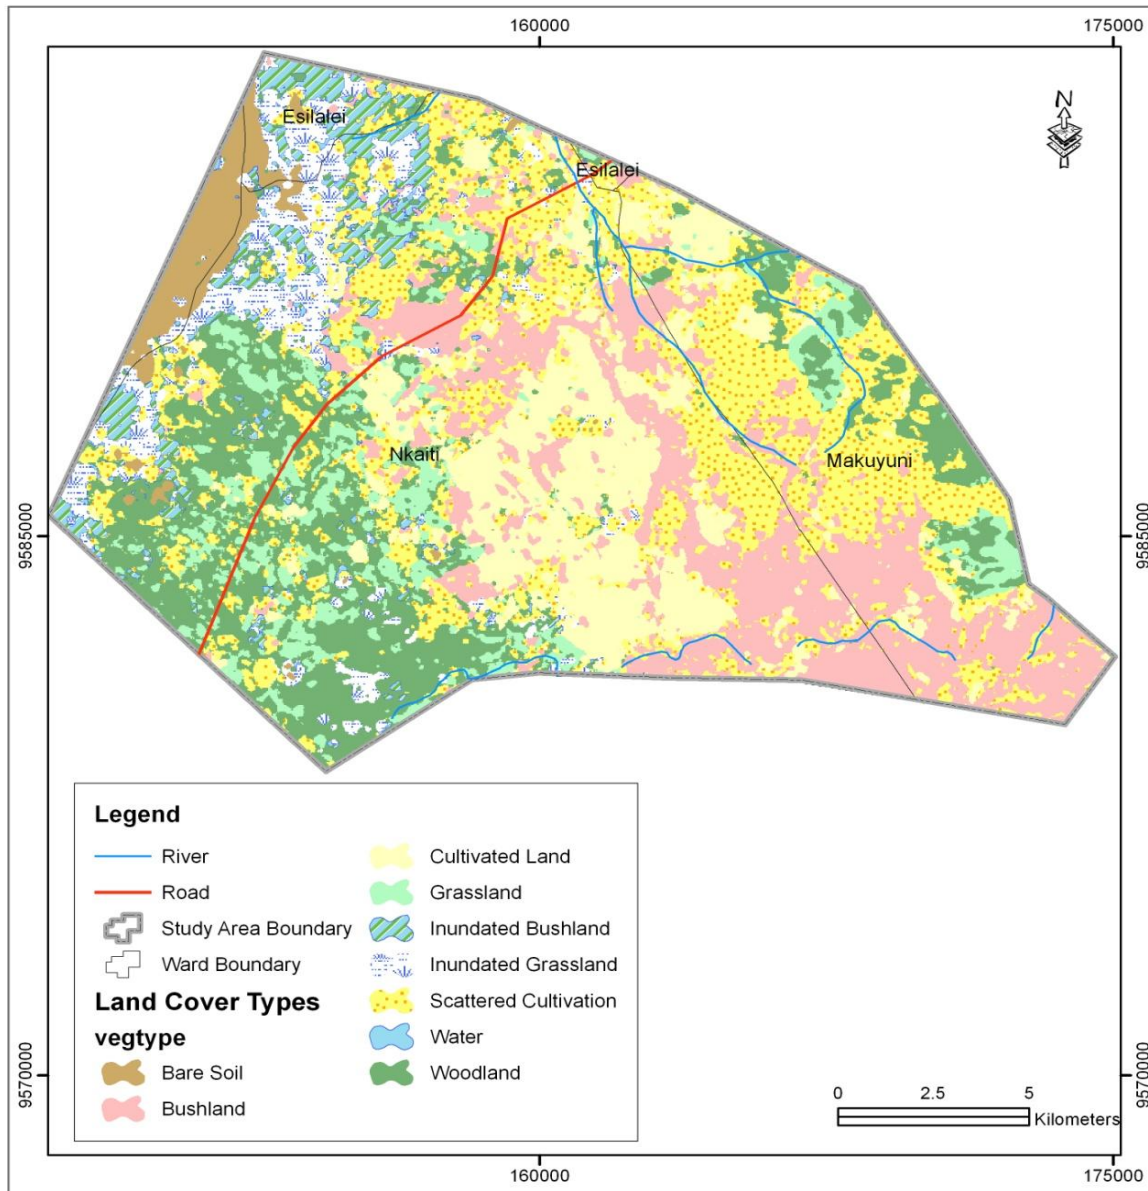 160000
175000
N
Esilalei
Esilalei
Nkaiti
Makuyuni
9585000
9585000
Legend
River
Road
Study Area Boundary
Ward Boundary
Land Cover Types
vegtype
Bare Soil
Bushland
Cultivated Land
Grassland
Inundated Bushland
Inundated Grassland
Scattered Cultivation
Water
Woodland
9570000
9570000
0 2.5 5
Kilometers
160000
175000